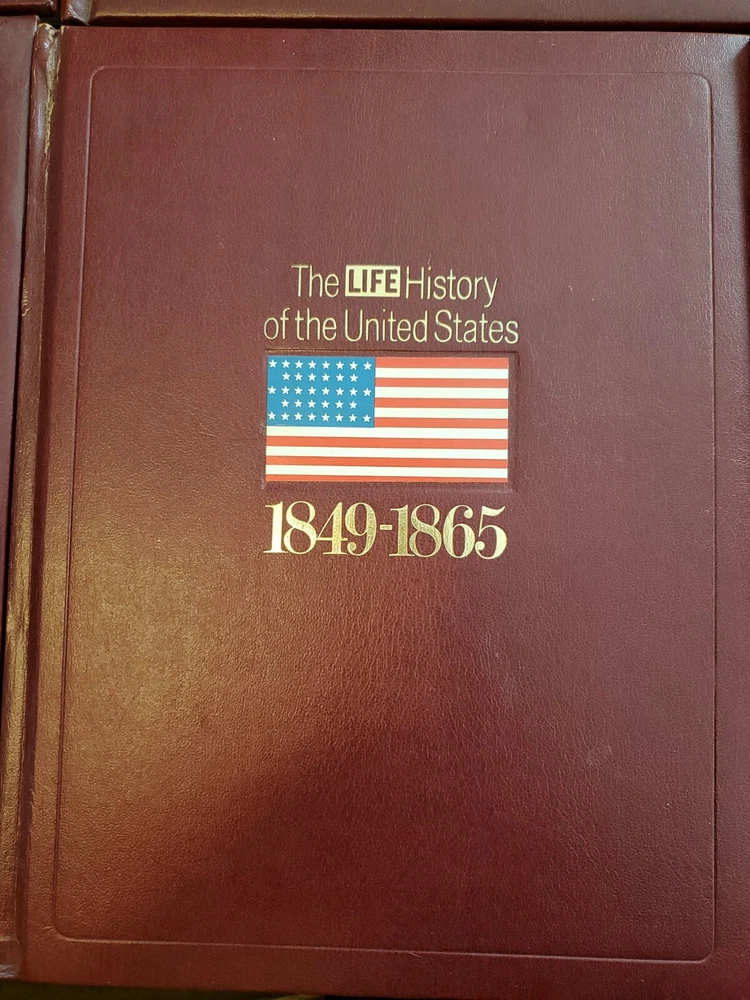 The LIFE History
of the United States
1849-1865